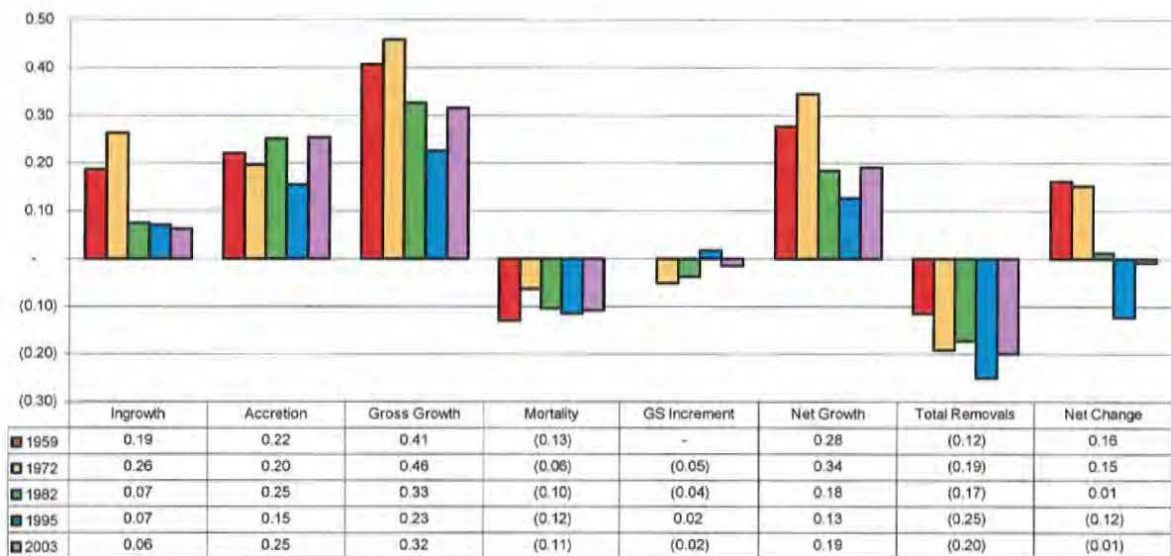 0.50
0.40
0.30
0.20
0.10
-
(0.10)
(0.20)
(0.30)
Ingrowth Accretion Gross Growth Mortality GS Increment Net Growth Total Removals Net Change
1959 0.19 0.22 0.41 (0.13) - 0.28 (0.12) 0.16
1972 0.26 0.20 0.46 (0.06) (0.05) 0.34 (0.19) 0.15
1982 0.07 0.25 0.33 (0.10) (0.04) 0.18 (0.17) 0.01
1995 0.07 0.15 0.23 (0.12) 0.02 0.13 (0.25) (0.12)
2003 0.06 0.25 0.32 (0.11) (0.02) 0.19 (0.20) (0.01)